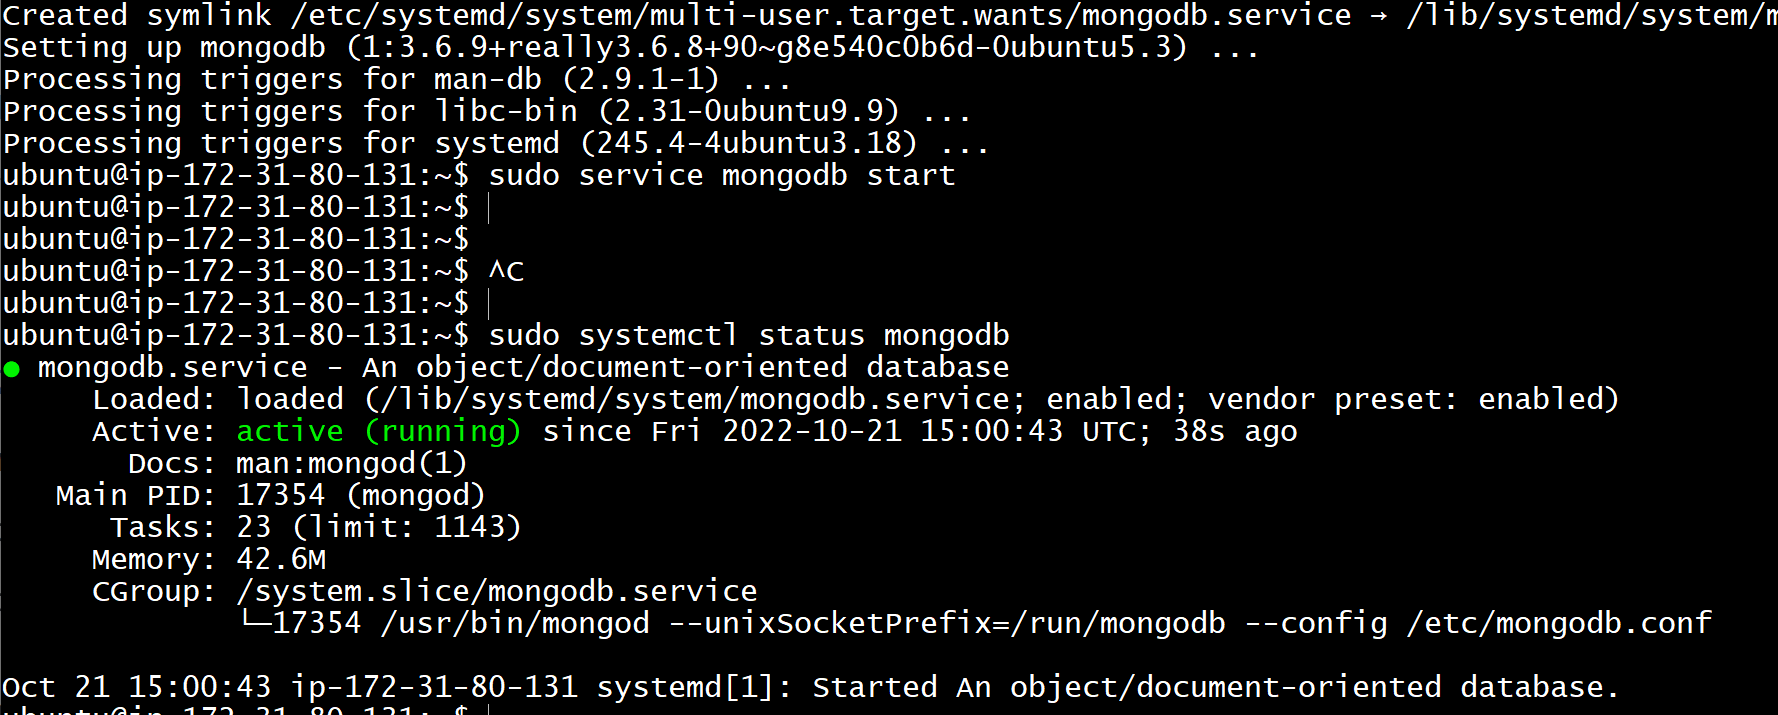 Created symlink /etc/systemd/system/multi-user.target.wants/mongodb.service → /lib/systemd/system/m
Setting up mongodb (1:3.6.9+really3.6.8+90~g8e540c0b6d-0ubuntu5.3) ...
Processing triggers for man-db (2.9.1-1) ...
Processing triggers for libc-bin (2.31-0ubuntu9.9) ...
Processing triggers for systemd (245.4-4ubuntu3.18) ...
ubuntu@ip-172-31-80-131:~$ sudo service mongodb start
ubuntu@ip-172-31-80-131:~$
ubuntu@ip-172-31-80-131:~$
ubuntu@ip-172-31-80-131:~$ ^C
ubuntu@ip-172-31-80-131:~$
ubuntu@ip-172-31-80-131:~$ sudo systemctl status mongodb
● mongodb.service - An object/document-oriented database
Loaded: loaded (/lib/systemd/system/mongodb.service; enabled; vendor preset: enabled)
Active: active (running) since Fri 2022-10-21 15:00:43 UTC; 38s ago
Docs: man:mongod(1)
Main PID: 17354 (mongod)
Tasks: 23 (limit: 1143)
Memory: 42.6M
CGroup: /system.slice/mongodb.service
└─17354 /usr/bin/mongod --unixSocketPrefix=/run/mongodb --config /etc/mongodb.conf
Oct 21 15:00:43 ip-172-31-80-131 systemd[1]: Started An object/document-oriented database.
ubuntu@ip-172-31-80-131:~$